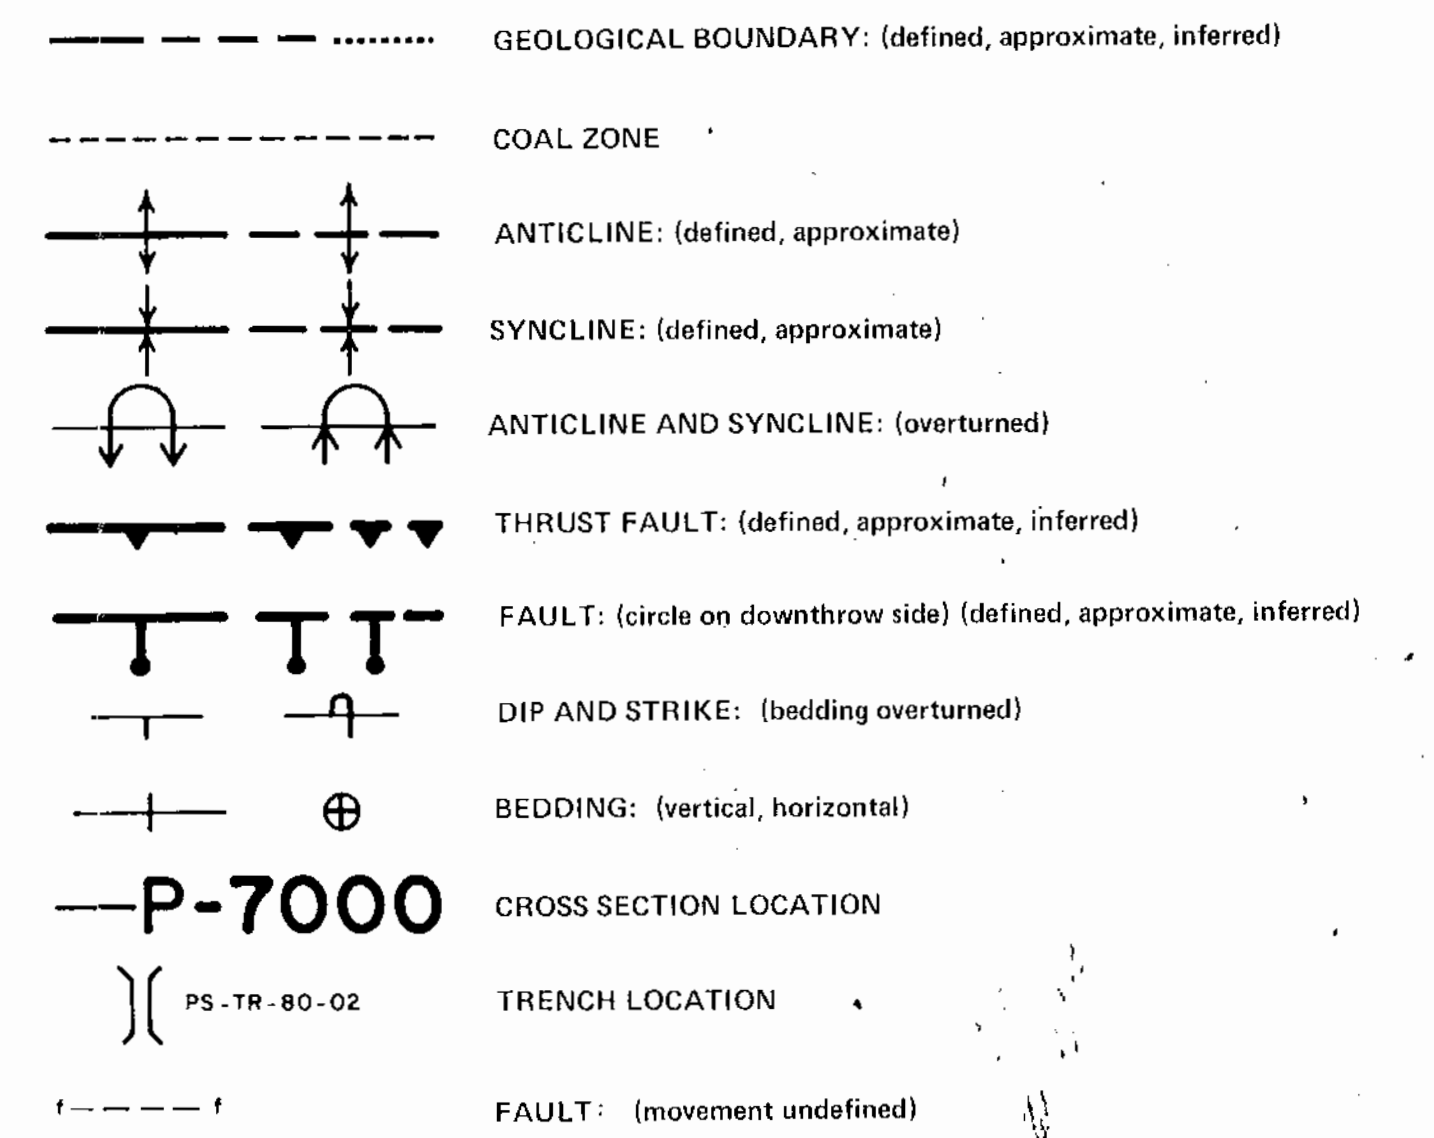 GEOLOGICAL BOUNDARY: (defined, approximate, inferred)
COAL ZONE
ANTICLINE: (defined, approximate)
SYNCLINE: (defined, approximate)
ANTICLINE AND SYNCLINE: (overturned)
THRUST FAULT: (defined, approximate, inferred)
FAULT: (circle on downthrow side) (defined, approximate, inferred)
DIP AND STRIKE: (bedding overturned)
BEDDING: (vertical, horizontal)
P-7000 CROSS SECTION LOCATION
PS-TR-80-02 TRENCH LOCATION
f f FAULT: (movement undefined)